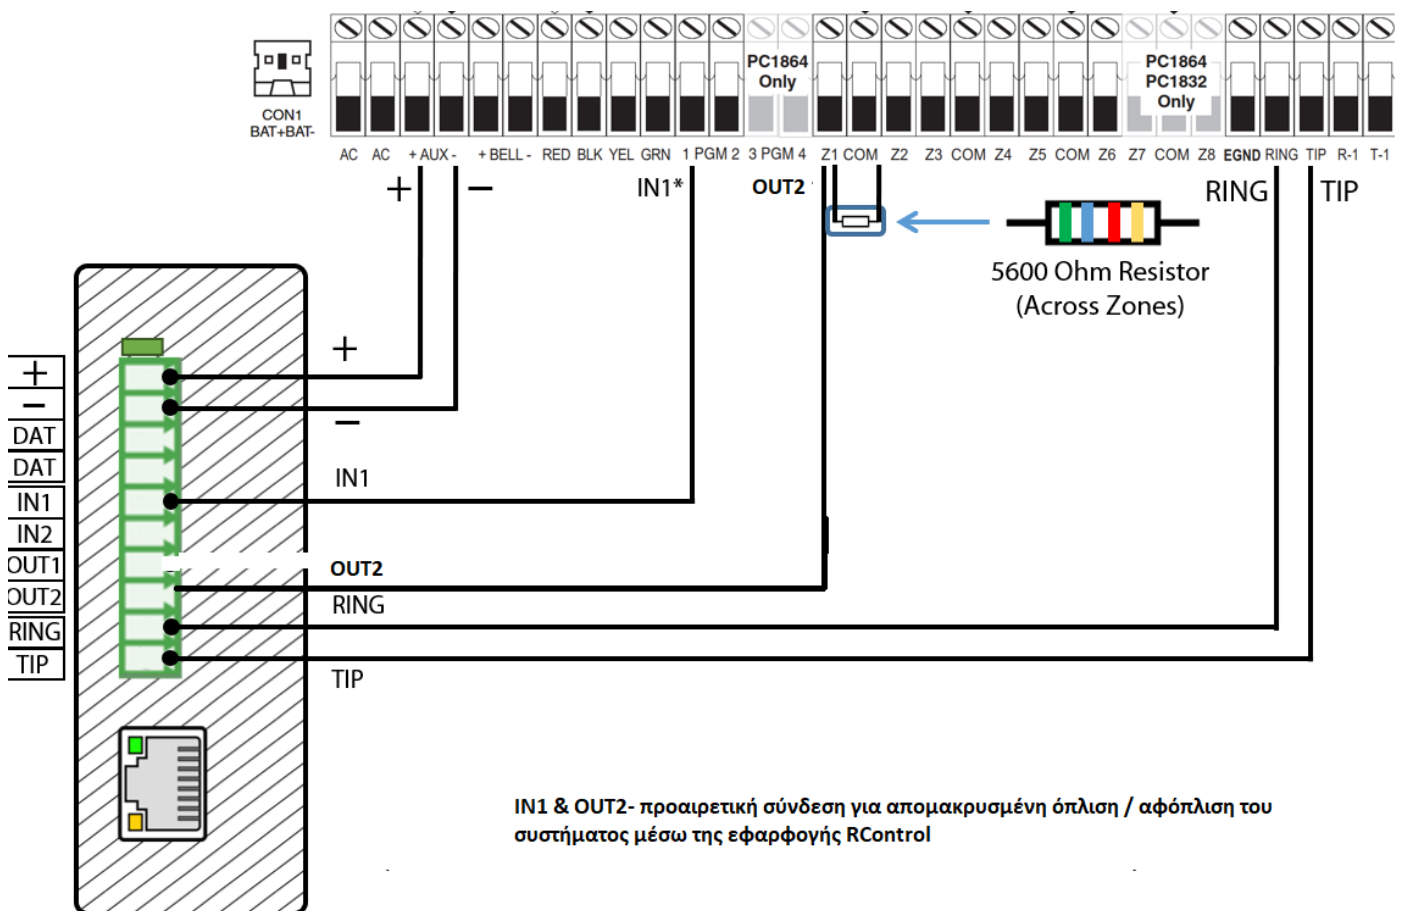 PC1864
Only
PC1864
PC1832
Only
CON1
BAT+BAT-
AC AC + AUX - + BELL - RED BLK YEL GRN 1 PGM 2 3 PGM 4 Z1 COM Z2 Z3 COM Z4 Z5 COM Z6 Z7 COM Z8 EGND RING TIP R-1 T-1
+ − IN1* OUT2 RING TIP
5600 Ohm Resistor
(Across Zones)
+
+
−
−
DAT
DAT
IN1
IN1
IN2
OUT1
OUT2
OUT2
RING
RING
TIP
TIP
IN1 & OUT2- προαιρετική σύνδεση για απομακρυσμένη όπλιση / αφόπλιση του
συστήματος μέσω της εφαρφογής RControl